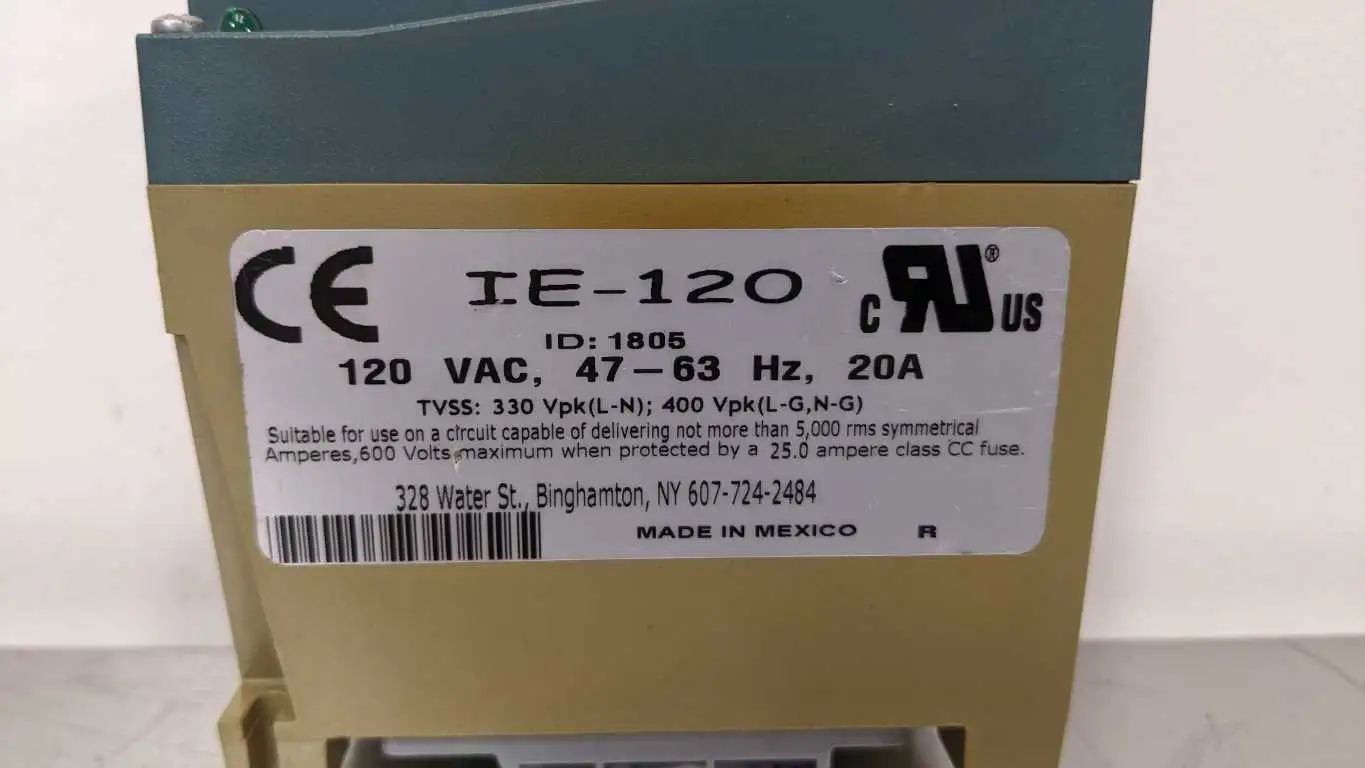 CE IE-120 c RU ® US
ID: 1805
120 VAC, 47-63 Hz, 20A
TVSS: 330 Vpk(L-N); 400 Vpk(L-G,N-G)
Suitable for use on a circuit capable of delivering not more than 5,000 rms symmetrical
Amperes,600 Volts maximum when protected by a 25.0 ampere class CC fuse.
328 Water St., Binghamton, NY 607-724-2484
MADE IN MEXICO R